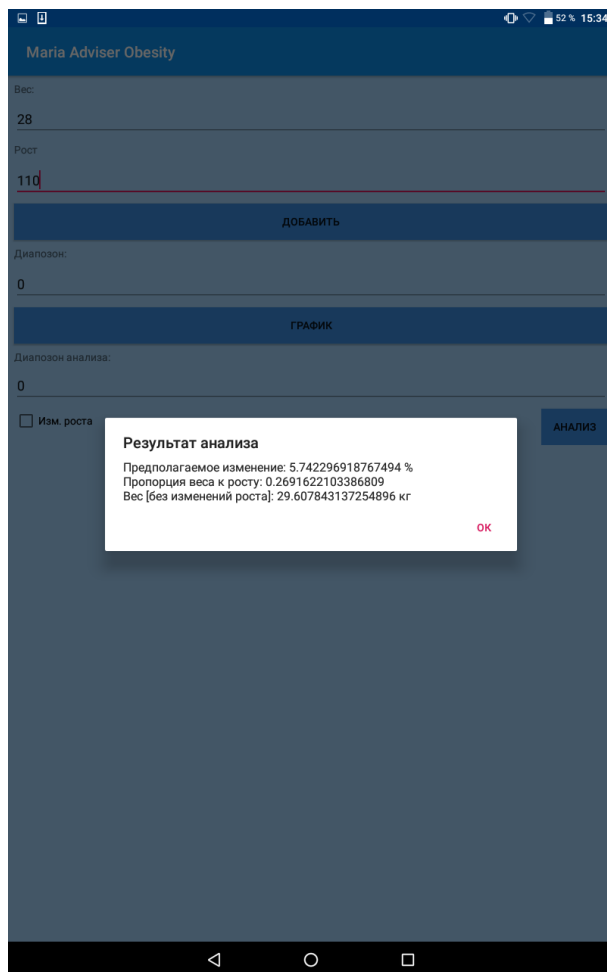 52 % 15:34
Maria Adviser Obesity
Вес:
28
Рост
110
ДОБАВИТЬ
Диапозон:
0
ГРАФИК
Диапозон анализа:
0
Изм. роста
АНАЛИЗ
Результат анализа
Предполагаемое изменение: 5.742296918767494 %
Пропорция веса к росту: 0.2691622103386809
Вес [без изменений роста]: 29.607843137254896 кг
ОК